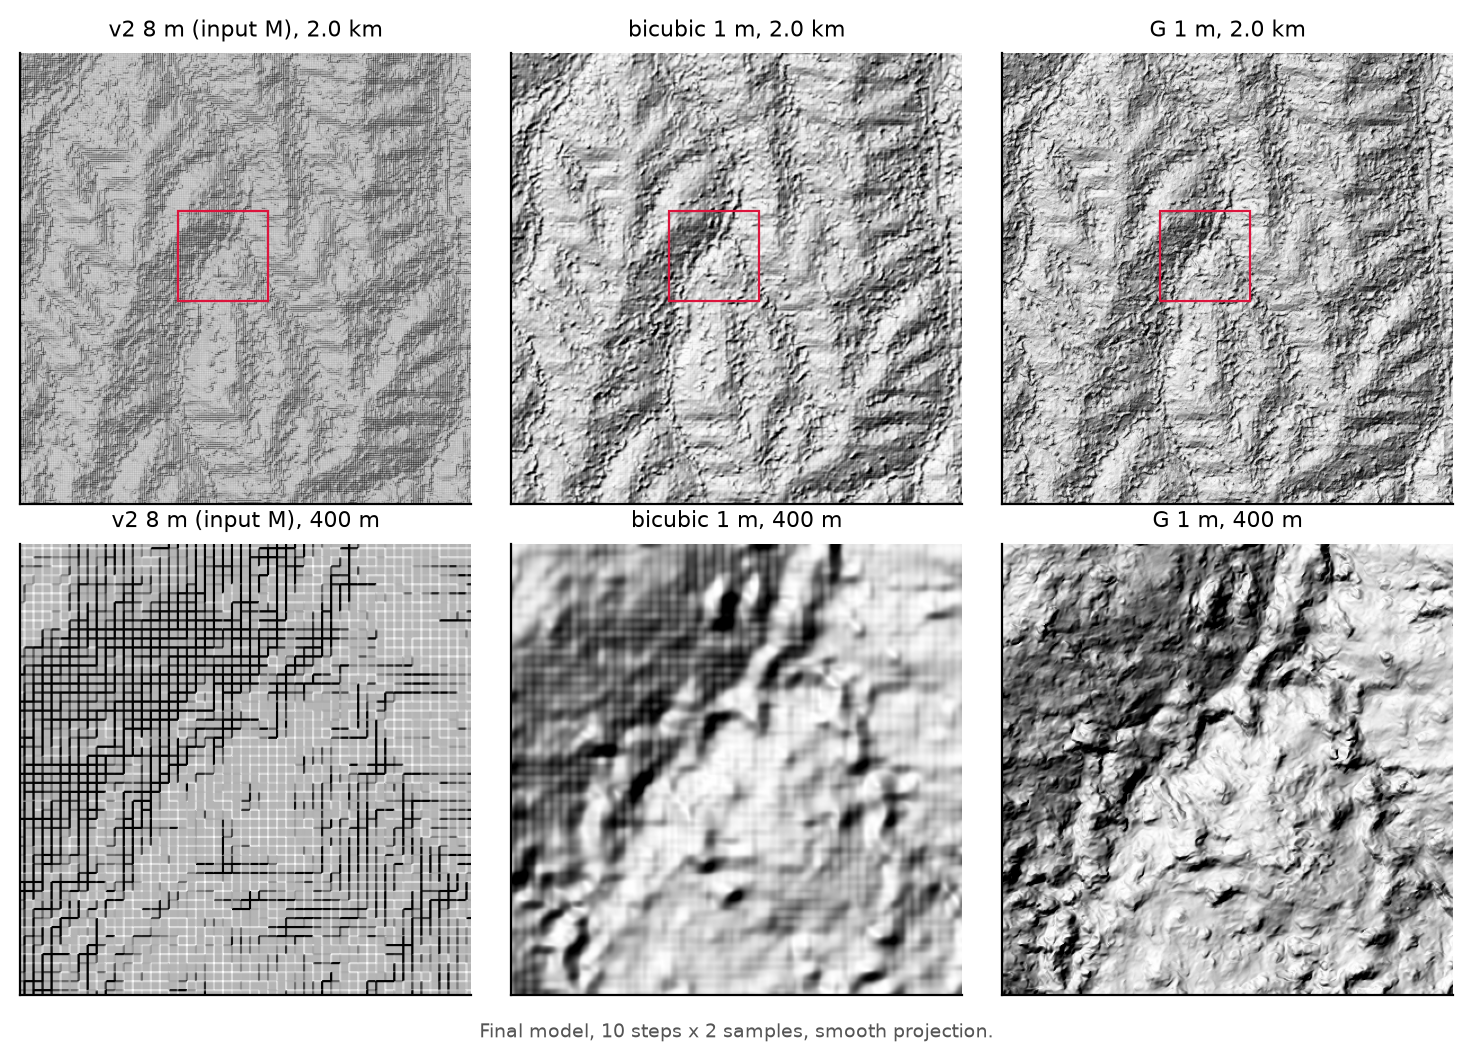 v2 8 m (input M), 2.0 km
bicubic 1 m, 2.0 km
G 1 m, 2.0 km
v2 8 m (input M), 400 m
bicubic 1 m, 400 m
G 1 m, 400 m
Final model, 10 steps x 2 samples, smooth projection.